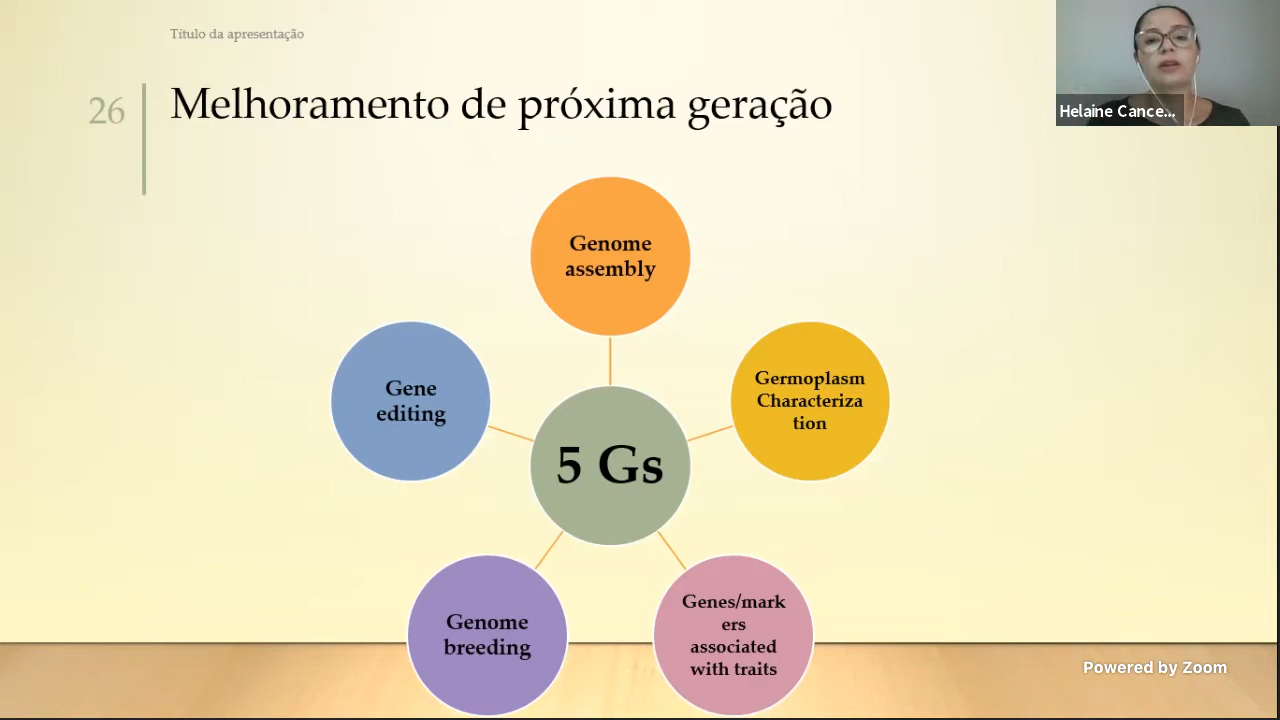 Título da apresentação
26
Melhoramento de próxima geração
Helaine Cance...
Genome
assembly
Gene
editing
Germoplasm
Characteriza
tion
5 Gs
Genome
breeding
Genes/mark
ers
associated
with traits
Powered by Zoom